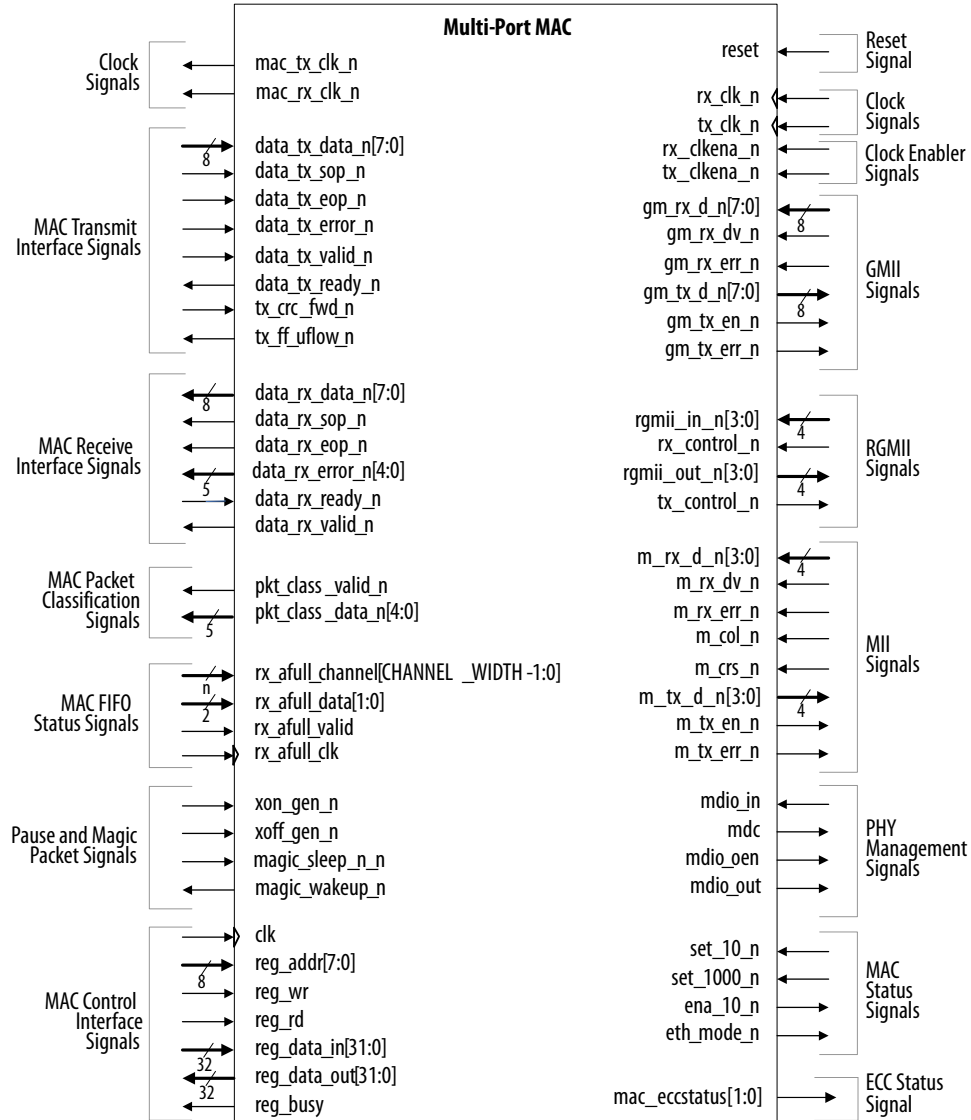 Multi-Port MAC
Clock
Signals
mac_tx_clk_n
mac_rx_clk_n
MAC Transmit
Interface Signals
8
data_tx_data_n[7:0]
data_tx_sop_n
data_tx_eop_n
data_tx_error_n
data_tx_valid_n
data_tx_ready_n
tx_crc_fwd_n
tx_ff_uflow_n
MAC Receive
Interface Signals
8
data_rx_data_n[7:0]
data_rx_sop_n
data_rx_eop_n
5
data_rx_error_n[4:0]
data_rx_ready_n
data_rx_valid_n
MAC Packet
Classification
Signals
pkt_class _valid_n
5
pkt_class _data_n[4:0]
MAC FIFO
Status Signals
n
rx_afull_channel[CHANNEL _WIDTH -1:0]
2
rx_afull_data[1:0]
rx_afull_valid
rx_afull_clk
Pause and Magic
Packet Signals
xon_gen_n
xoff_gen_n
magic_sleep_n_n
magic_wakeup_n
MAC Control
Interface
Signals
clk
8
reg_addr[7:0]
reg_wr
reg_rd
32
reg_data_in[31:0]
32
reg_data_out[31:0]
reg_busy
reset
Reset
Signal
rx_clk_n
tx_clk_n
Clock
Signals
rx_clkena_n
tx_clkena_n
Clock Enabler
Signals
gm_rx_d_n[7:0]
8
gm_rx_dv_n
gm_rx_err_n
gm_tx_d_n[7:0]
8
gm_tx_en_n
gm_tx_err_n
GMII
Signals
rgmii_in_n[3:0]
4
rx_control_n
rgmii_out_n[3:0]
4
tx_control_n
RGMII
Signals
m_rx_d_n[3:0]
4
m_rx_dv_n
m_rx_err_n
m_col_n
m_crs_n
m_tx_d_n[3:0]
4
m_tx_en_n
m_tx_err_n
MII
Signals
mdio_in
mdc
mdio_oen
mdio_out
PHY
Management
Signals
set_10_n
set_1000_n
ena_10_n
eth_mode_n
MAC
Status
Signals
mac_eccstatus[1:0]
ECC Status
Signal